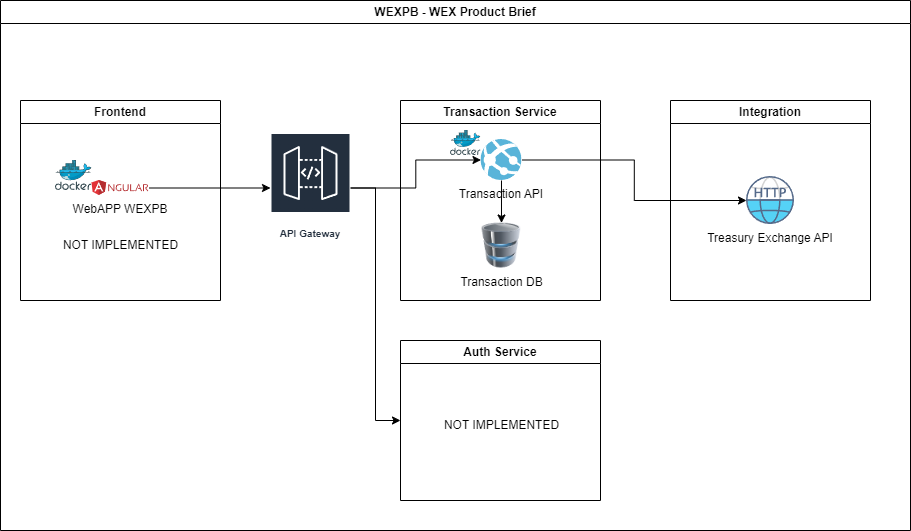 WEXPB - WEX Product Brief
Frontend
docker
ANGULAR
WebAPP WEXPB
NOT IMPLEMENTED
</>
API Gateway
Transaction Service
docker
Transaction API
Transaction DB
Integration
HTTP
Treasury Exchange API
Auth Service
NOT IMPLEMENTED